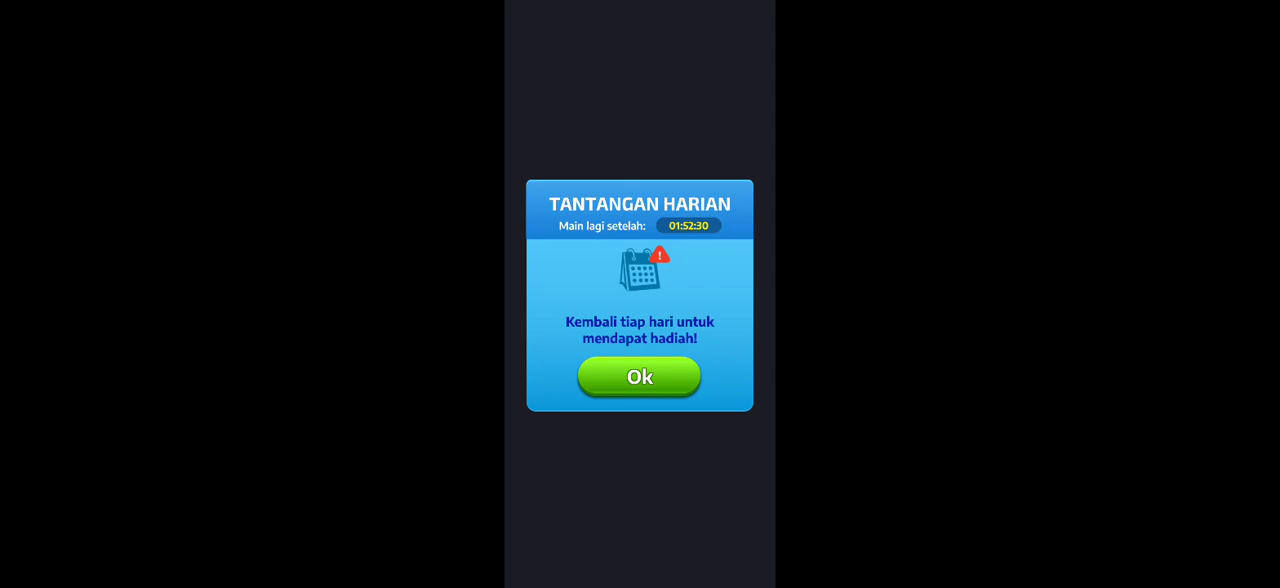 TANTANGAN HARIAN
Main lagi setelah: 01:52:30
Kembali tiap hari untuk
mendapat hadiah!
Ok